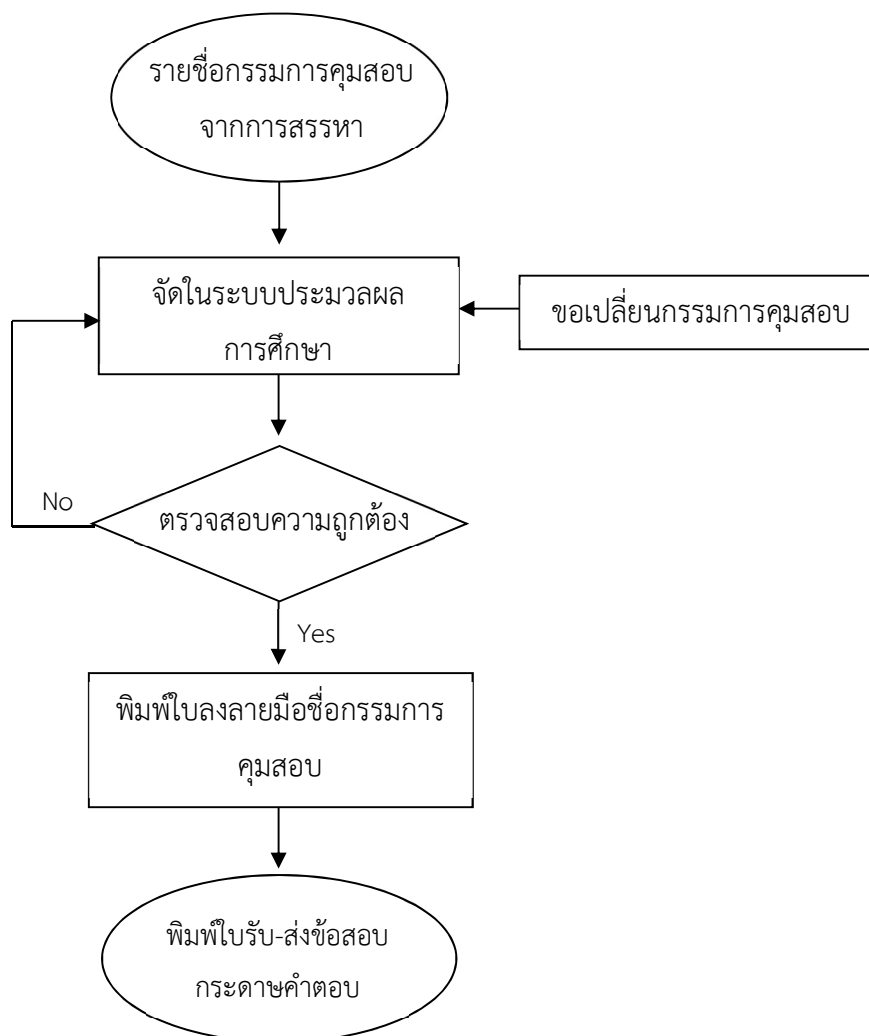 รายชื่อกรรมการคุมสอบ
จากการสรรหา
จัดในระบบประมวลผล
การศึกษา
ขอเปลี่ยนกรรมการคุมสอบ
No
ตรวจสอบความถูกต้อง
Yes
พิมพ์ใบลงลายมือชื่อกรรมการ
คุมสอบ
พิมพ์ใบรับ-ส่งข้อสอบ
กระดาษคำตอบ